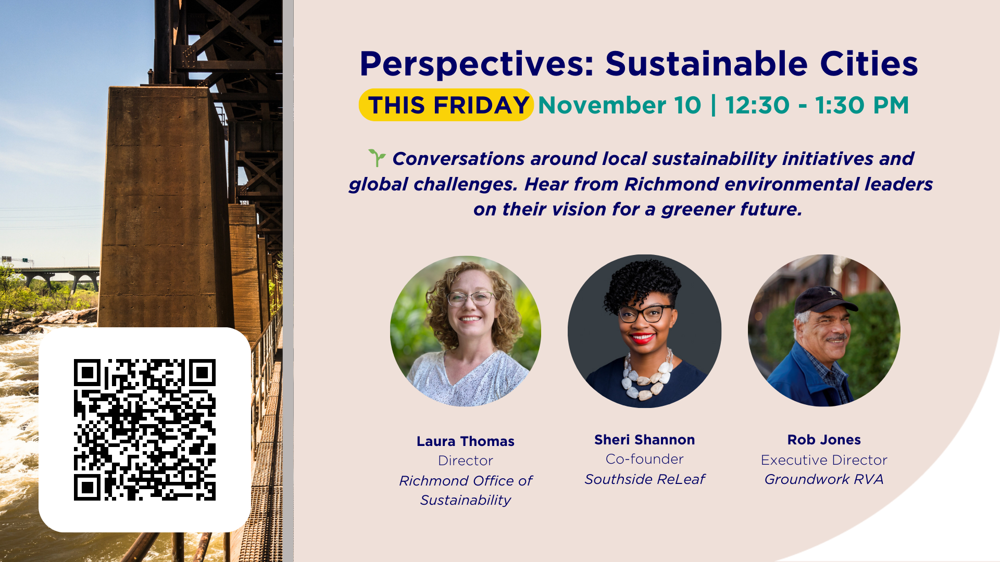 Perspectives: Sustainable Cities
THIS FRIDAY November 10 | 12:30 - 1:30 PM
Conversations around local sustainability initiatives and
global challenges. Hear from Richmond environmental leaders
on their vision for a greener future.
Laura Thomas
Director
Richmond Office of
Sustainability
Sheri Shannon
Co-founder
Southside ReLeaf
Rob Jones
Executive Director
Groundwork RVA